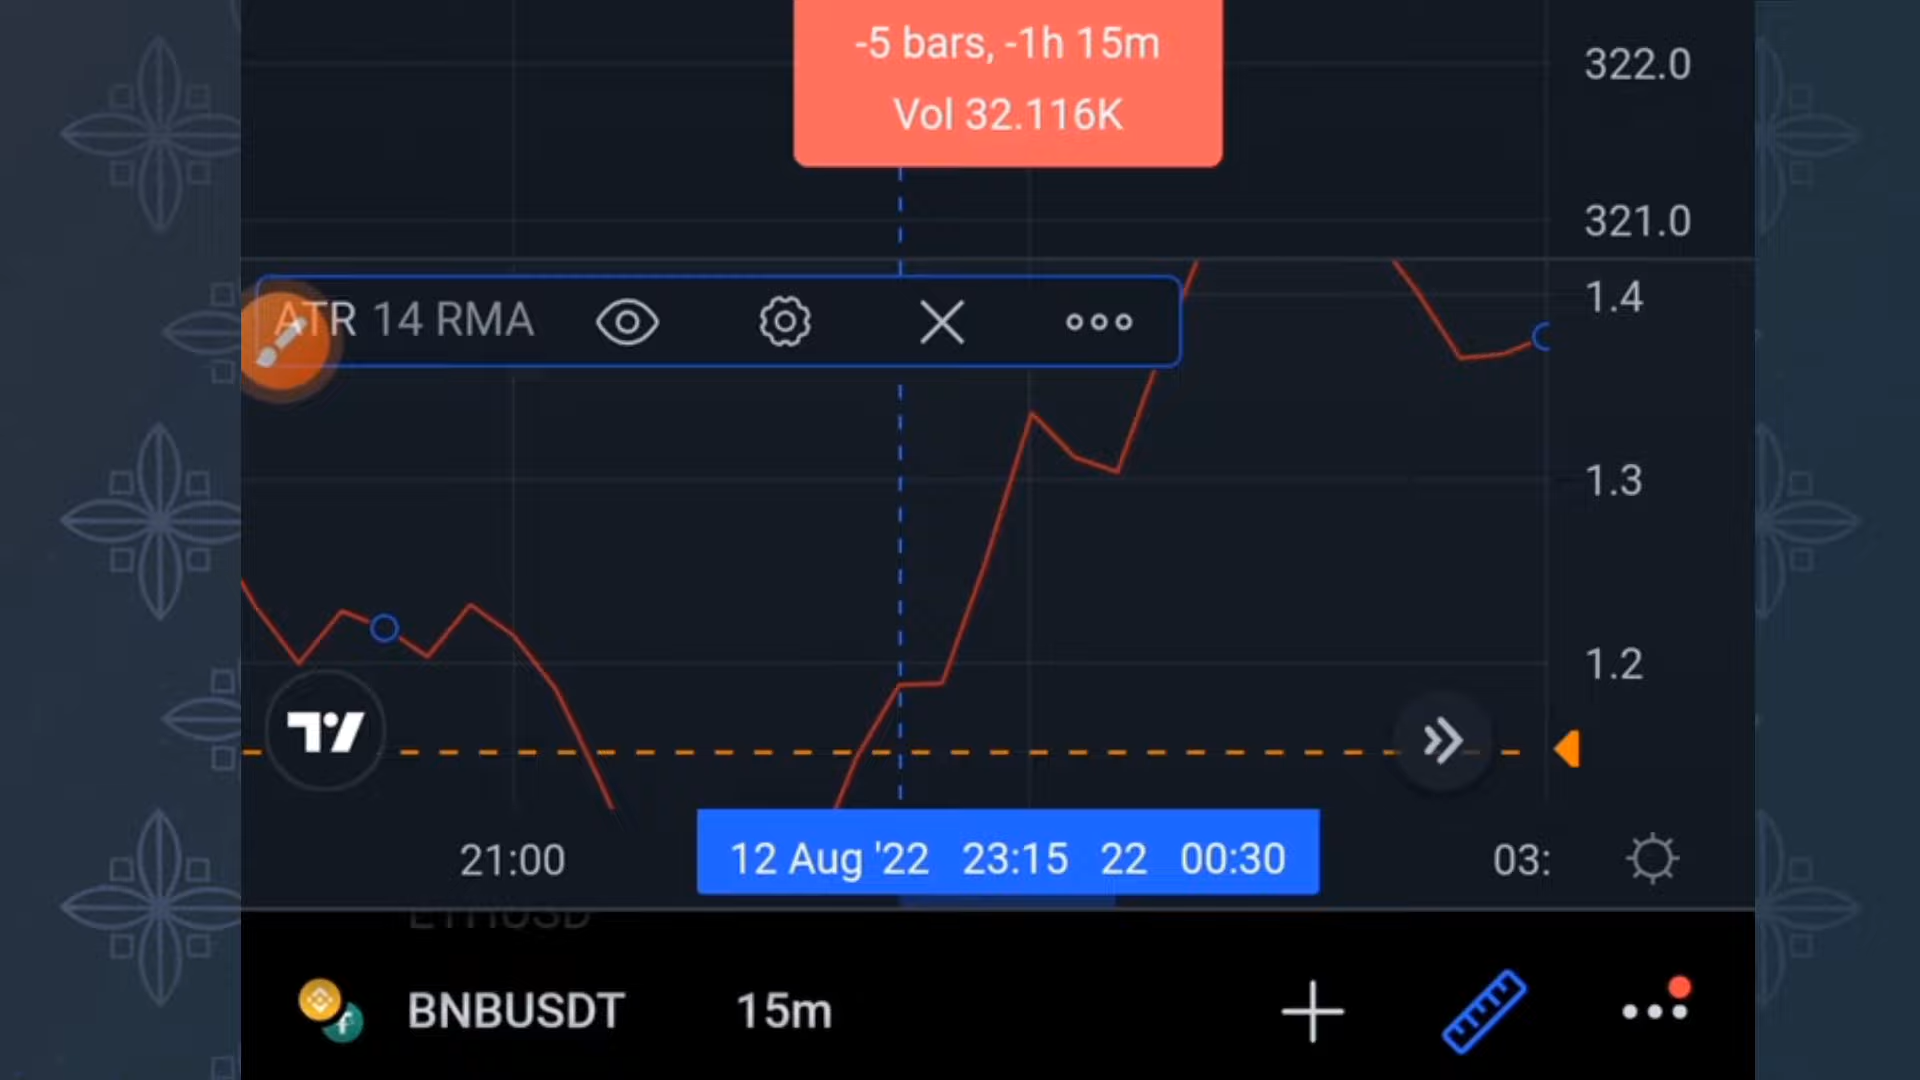 -5 bars, -1h 15m
Vol 32.116K
322.0
321.0
ATR 14 RMA
1.4
1.3
1.2
21:00
12 Aug '22 23:15 22 00:30
03:
ETHUSD
BNBUSDT 15m